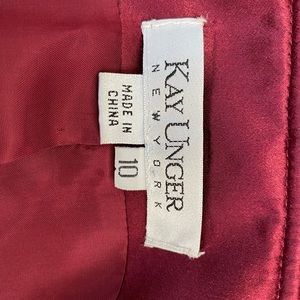 KAY UNGER
NEW YORK
MADE IN
CHINA
10